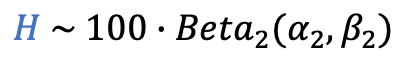 H ~ 100 · Beta₂(α₂, β₂)